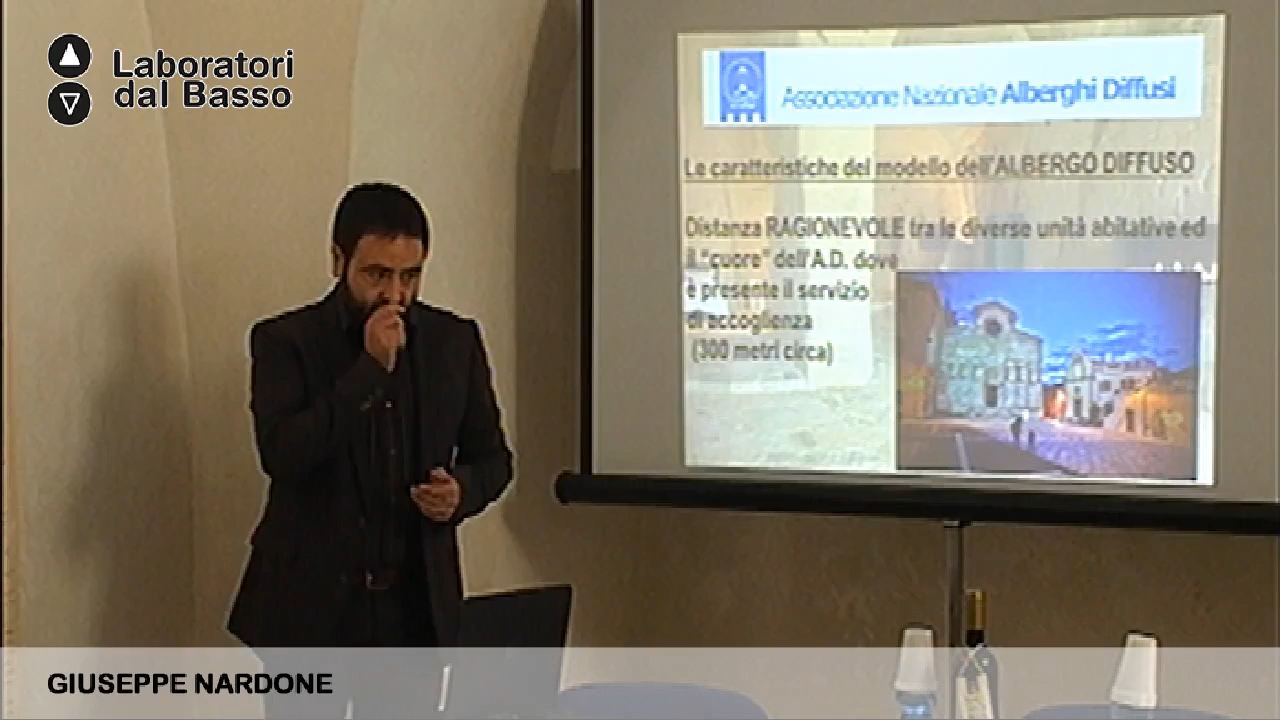 Laboratori
dal Basso
Associazione Nazionale Alberghi Diffusi
Le caratteristiche del modello dell'ALBERGO DIFFUSO
Distanza RAGIONEVOLE tra le diverse unità abitative ed
il "cuore" dell'A.D. dove
è presente il servizio
di accoglienza
(300 metri circa)
GIUSEPPE NARDONE